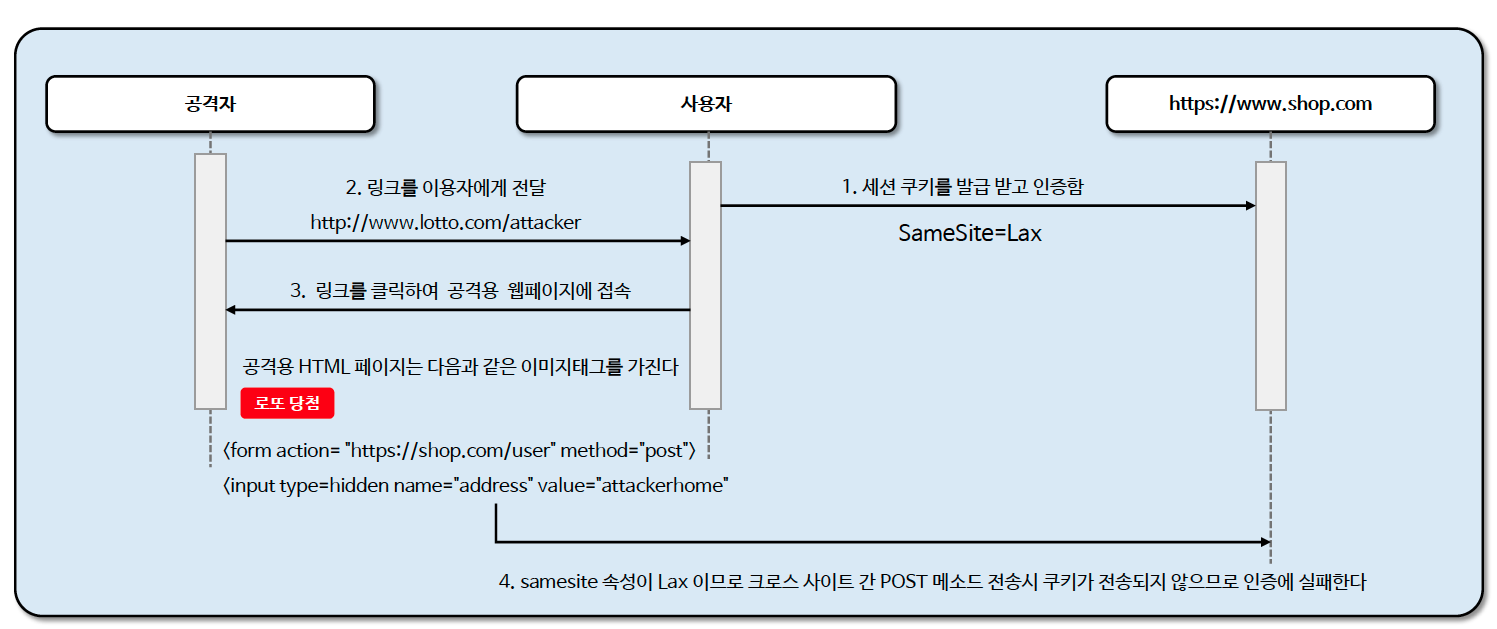 공격자
사용자
https://www.shop.com
2. 링크를 이용자에게 전달
http://www.lotto.com/attacker
1. 세션 쿠키를 발급 받고 인증함
SameSite=Lax
3. 링크를 클릭하여 공격용 웹페이지에 접속
공격용 HTML 페이지는 다음과 같은 이미지태그를 가진다
로또 당첨
<form action= "https://shop.com/user" method="post">
<input type=hidden name="address" value="attackerhome"
4. samesite 속성이 Lax 이므로 크로스 사이트 간 POST 메소드 전송시 쿠키가 전송되지 않으므로 인증에 실패한다